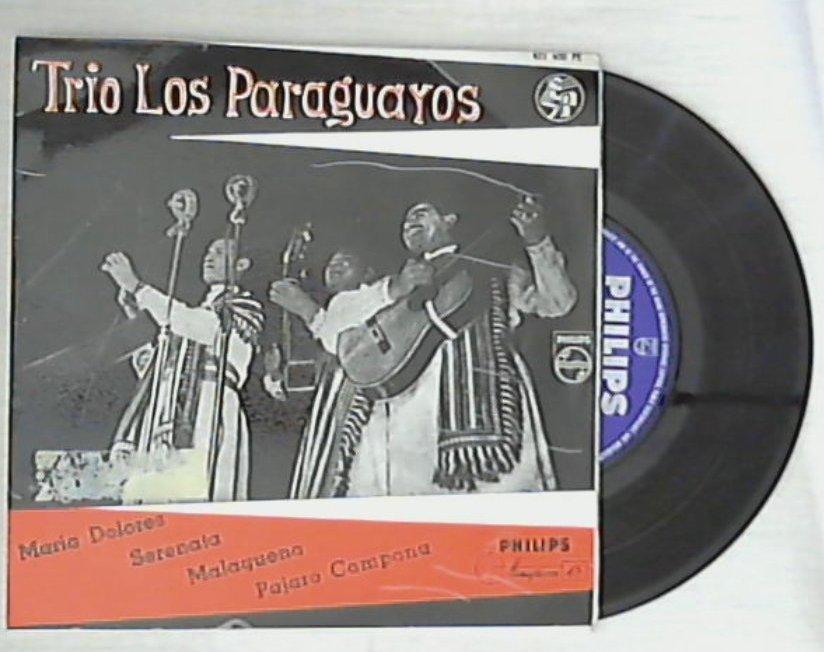 Trio Los Paraguayos
PHILIPS
Maria Dolores
Serenata
Malaguena
Pajaro Campana
PHILIPS
PHILIPS